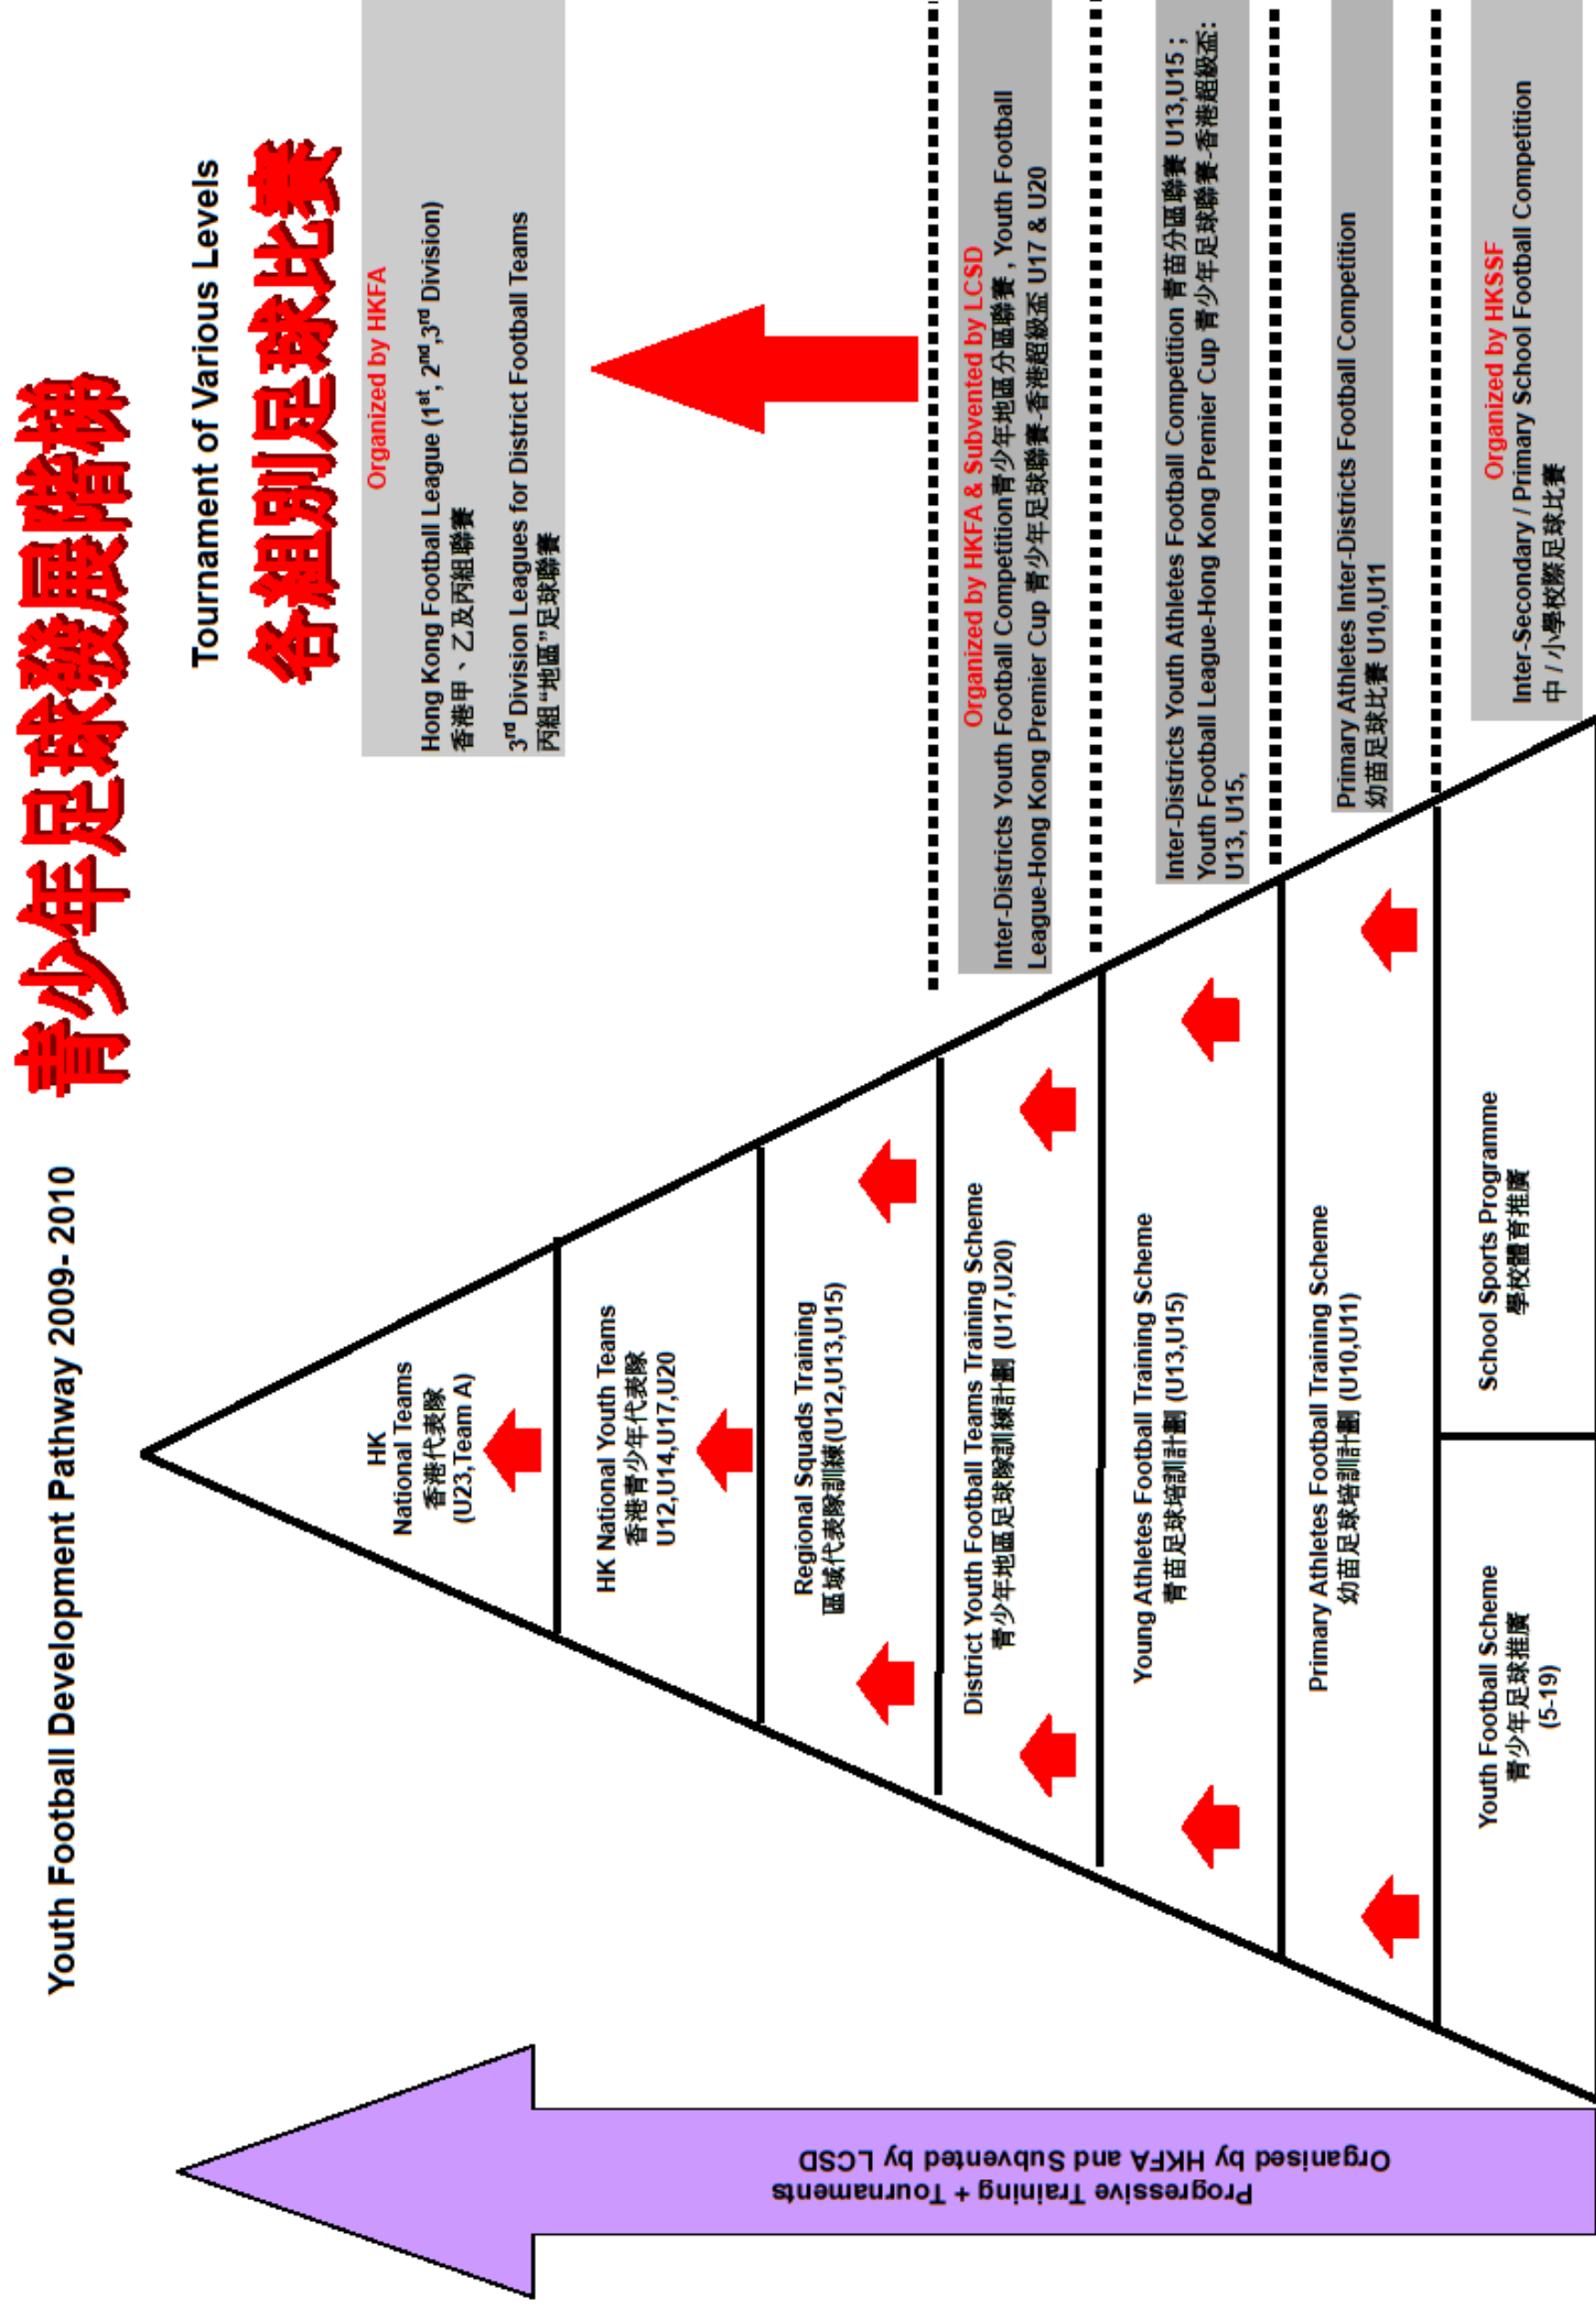 Youth Football Development Pathway 2009- 2010 青少年足球發展階梯
Tournament of Various Levels
各組別足球比賽
HK
National Teams
香港代表隊
(U23,Team A)
HK National Youth Teams
香港青少年代表隊
U12,U14,U17,U20
Regional Squads Training
區域代表隊訓練(U12,U13,U15)
District Youth Football Teams Training Scheme
青少年地區足球隊訓練計劃 (U17,U20)
Young Athletes Football Training Scheme
青苗足球培訓計劃 (U13,U15)
Primary Athletes Football Training Scheme
幼苗足球培訓計劃 (U10,U11)
Youth Football Scheme
青少年足球推廣
(5-19)
School Sports Programme
學校體育推廣
Organized by HKFA
Hong Kong Football League (1st, 2nd,3rd Division)
香港甲、乙及丙組聯賽
3rd Division Leagues for District Football Teams
丙組“地區”足球聯賽
Organized by HKFA & Subvented by LCSD
Inter-Districts Youth Football Competition青少年地區分區聯賽 , Youth Football
League-Hong Kong Premier Cup 青少年足球聯賽-香港超級盃 U17 & U20
Inter-Districts Youth Athletes Football Competition 青苗分區聯賽 U13,U15 ;
Youth Football League-Hong Kong Premier Cup 青少年足球聯賽-香港超級盃:
U13, U15,
Primary Athletes Inter-Districts Football Competition
幼苗足球比賽 U10,U11
Organized by HKSSF
Inter-Secondary / Primary School Football Competition
中 / 小學校際足球比賽
Progressive Training + Tournaments
Organised by HKFA and Subvented by LCSD